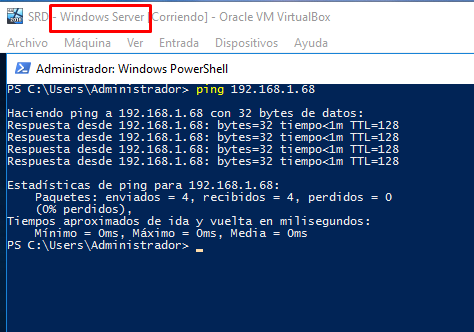 SRD - Windows Server [Corriendo] - Oracle VM VirtualBox
Archivo Máquina Ver Entrada Dispositivos Ayuda
Administrador: Windows PowerShell
PS C:\Users\Administrador> ping 192.168.1.68
Haciendo ping a 192.168.1.68 con 32 bytes de datos:
Respuesta desde 192.168.1.68: bytes=32 tiempo<1m TTL=128
Respuesta desde 192.168.1.68: bytes=32 tiempo<1m TTL=128
Respuesta desde 192.168.1.68: bytes=32 tiempo<1m TTL=128
Respuesta desde 192.168.1.68: bytes=32 tiempo<1m TTL=128
Estadísticas de ping para 192.168.1.68:
Paquetes: enviados = 4, recibidos = 4, perdidos = 0
(0% perdidos),
Tiempos aproximados de ida y vuelta en milisegundos:
Mínimo = 0ms, Máximo = 0ms, Media = 0ms
PS C:\Users\Administrador> _